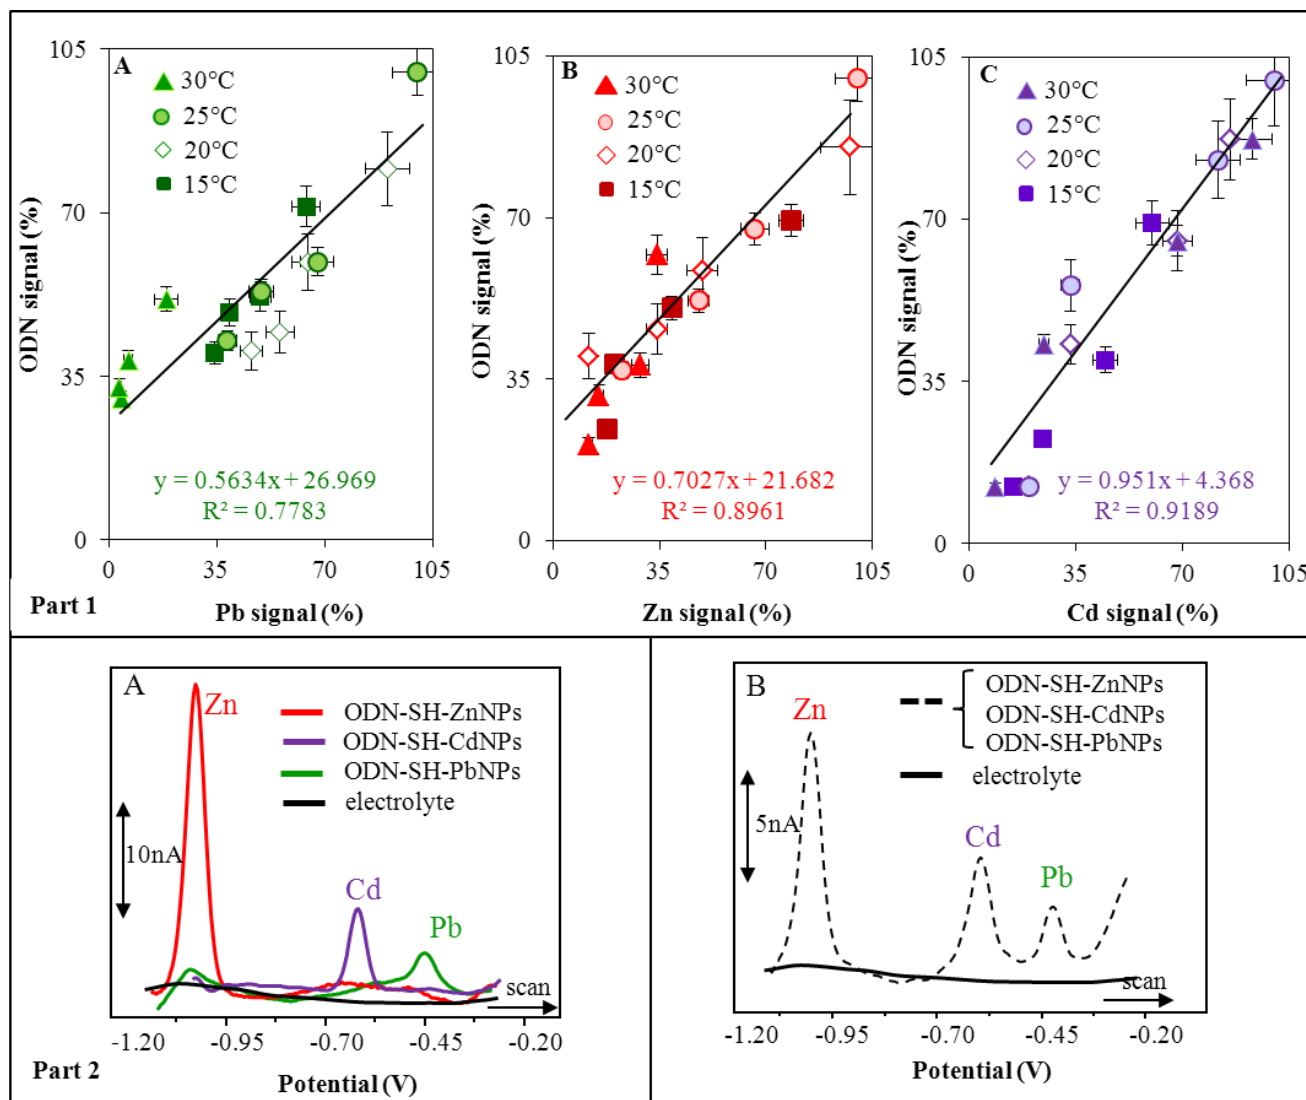 A
30°C
25°C
20°C
15°C
105
70
35
0
ODN signal (%)
y = 0.5634x + 26.969
R² = 0.7783
0 35 70 105
Pb signal (%)
B
30°C
25°C
20°C
15°C
105
70
35
0
ODN signal (%)
y = 0.7027x + 21.682
R² = 0.8961
0 35 70 105
Zn signal (%)
C
30°C
25°C
20°C
15°C
105
70
35
0
ODN signal (%)
y = 0.951x + 4.368
R² = 0.9189
0 35 70 105
Cd signal (%)
Part 1
A
Zn
ODN-SH-ZnNPs
ODN-SH-CdNPs
ODN-SH-PbNPs
electrolyte
10nA
Cd
Pb
scan
-1.20 -0.95 -0.70 -0.45 -0.20
Potential (V)
Part 2
B
Zn
ODN-SH-ZnNPs
ODN-SH-CdNPs
ODN-SH-PbNPs
electrolyte
5nA
Cd
Pb
scan
-1.20 -0.95 -0.70 -0.45 -0.20
Potential (V)